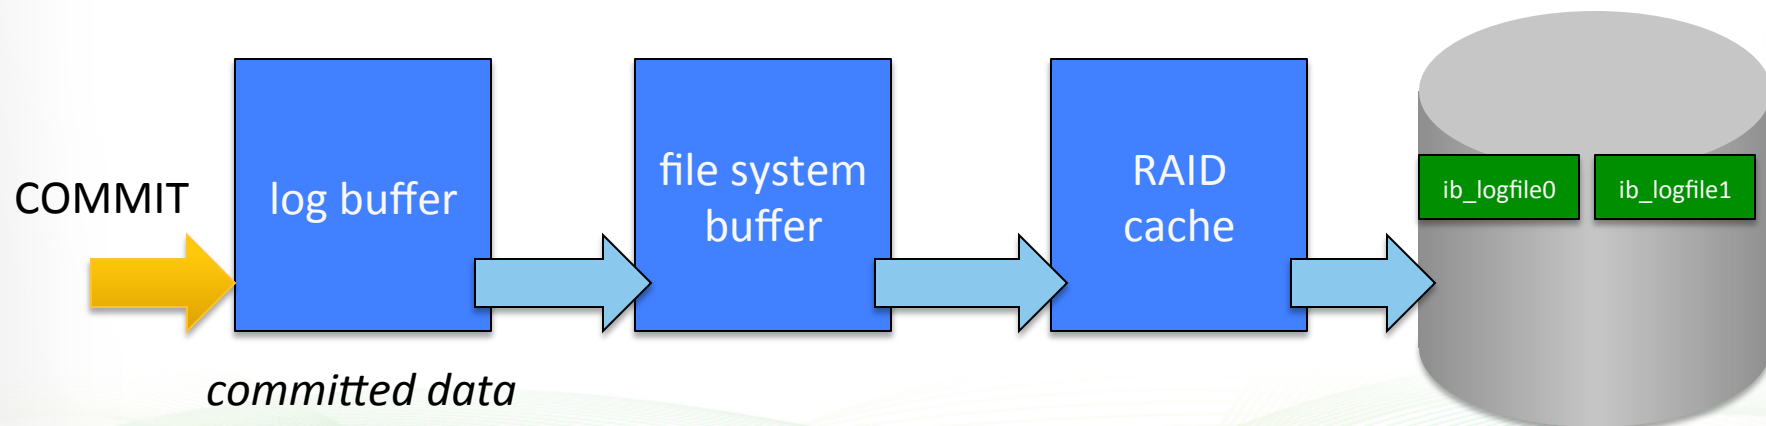 COMMIT
log buffer
file system
buffer
RAID
cache
ib_logfile0
ib_logfile1
committed data